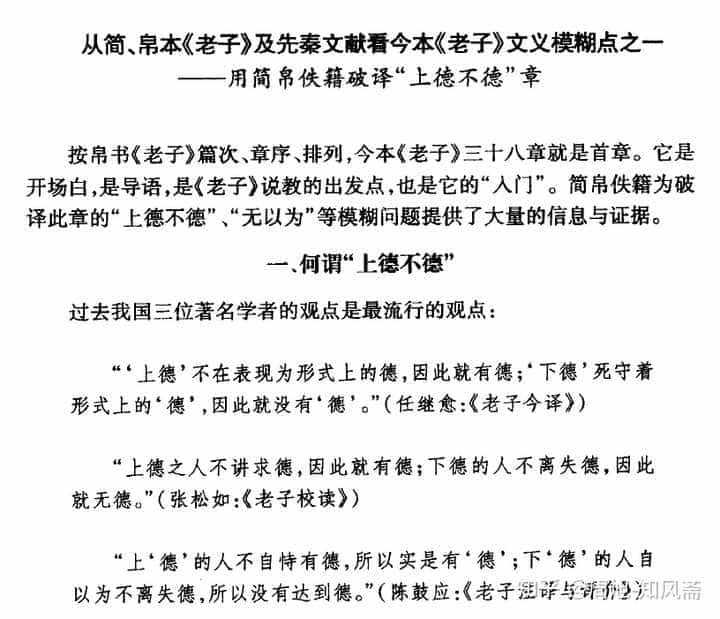 从简、帛本《老子》及先秦文献看今本《老子》文义模糊点之一
——用简帛佚籍破译“上德不德”章
按帛书《老子》篇次、章序、排列，今本《老子》三十八章就是首章。它是
开场白，是导语，是《老子》说教的出发点，也是它的“入门”。简帛佚籍为破
译此章的“上德不德”、“无以为”等模糊问题提供了大量的信息与证据。
一、何谓“上德不德”
过去我国三位著名学者的观点是最流行的观点：
“‘上德’不在表现为形式上的德，因此就有德；‘下德’死守着
形式上的‘德’，因此就没有‘德’。”（任继愈：《老子今译》）
“上德之人不讲求德，因此就有德；下德的人不离失德，因此
就无德。”（张松如：《老子校读》）
“上‘德’的人不自恃有德，所以实是有‘德’；下‘德’的人自
以为不离失德，所以没有达到德。”（陈鼓应：《老子注译与
知乎 知风斋